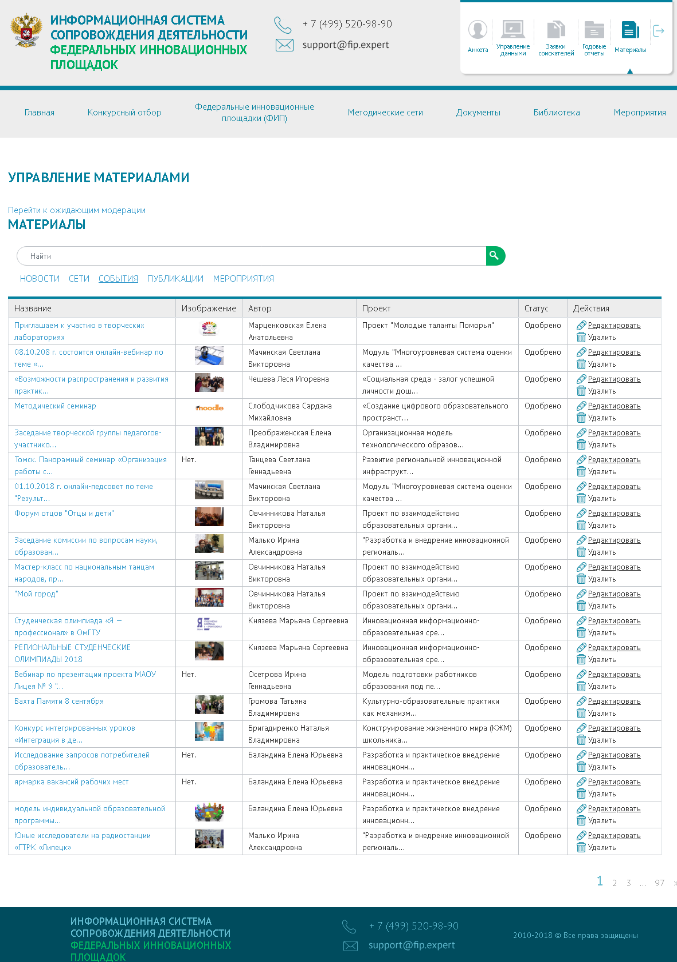 ИНФОРМАЦИОННАЯ СИСТЕМА
СОПРОВОЖДЕНИЯ ДЕЯТЕЛЬНОСТИ
ФЕДЕРАЛЬНЫХ ИННОВАЦИОННЫХ
ПЛОЩАДОК
+ 7 (499) 520-98-90
support@fip.expert
Анкета
Управление
данными
Заявки
соискателей
Годовые
отчеты
Материалы
Главная
Конкурсный отбор
Федеральные инновационные
площадки (ФИП)
Методические сети
Документы
Библиотека
Мероприятия
УПРАВЛЕНИЕ МАТЕРИАЛАМИ
Перейти к ожидающим модерации
МАТЕРИАЛЫ
Найти
НОВОСТИ СЕТИ СОБЫТИЯ ПУБЛИКАЦИИ МЕРОПРИЯТИЯ
Название Изображение Автор Проект Статус Действия
Приглашаем к участию в творческих Марценковская Елена Проект "Молодые таланты Поморья" Одобрено Редактировать
лабораториях Анатольевна Удалить
08.10.208 г. состоится онлайн-вебинар по Мачинская Светлана Модуль "Многоуровневая система оценки Одобрено Редактировать
теме «... Викторовна качества ... Удалить
«Возможности распространения и развития Чешева Леся Игоревна «Социальная среда - залог успешной Одобрено Редактировать
практик... личности дош... Удалить
Методический семинар moodle Слободчикова Сардана «Создание цифрового образовательного Одобрено Редактировать
Михайловна пространст... Удалить
Заседание творческой группы педагогов- Преображенская Елена Организационная модель Одобрено Редактировать
участнико... Владимировна технологического образов... Удалить
Томск. Панорамный семинар «Организация Нет. Танцева Светлана Развитие региональной инновационной Одобрено Редактировать
работы с... Геннадьевна инфраструкт... Удалить
01.10.2018 г. онлайн-педсовет по теме Мачинская Светлана Модуль "Многоуровневая система оценки Одобрено Редактировать
"Результ... Викторовна качества ... Удалить
Форум отцов "Отцы и дети" Овчинникова Наталья Проект по взаимодействию Одобрено Редактировать
Викторовна образовательных органи... Удалить
Заседание комиссии по вопросам науки, Малько Ирина "Разработка и внедрение инновационной Одобрено Редактировать
образован... Александровна региональ... Удалить
Мастер-класс по национальным танцам Овчинникова Наталья Проект по взаимодействию Одобрено Редактировать
народов, пр... Викторовна образовательных органи... Удалить
"Мой город" Овчинникова Наталья Проект по взаимодействию Одобрено Редактировать
Викторовна образовательных органи... Удалить
Студенческая олимпиада «Я – Князева Марьяна Сергеевна Инновационная информационно- Одобрено Редактировать
профессионал» в ОмГТУ образовательная сре... Удалить
РЕГИОНАЛЬНЫЕ СТУДЕНЧЕСКИЕ Князева Марьяна Сергеевна Инновационная информационно- Одобрено Редактировать
ОЛИМПИАДЫ 2018 образовательная сре... Удалить
Вебинар по презентации проекта МАОУ Нет. Осетрова Ирина Модель подготовки работников Одобрено Редактировать
Лицея № 9 "... Геннадьевна образования под пе... Удалить
Вахта Памяти 8 сентября Громова Татьяна Культурно-образовательные практики Одобрено Редактировать
Владимировна как механизм... Удалить
Конкурс интегрированных уроков Бригадиренко Наталья Конструирование жизненного мира (КЖМ) Одобрено Редактировать
«Интеграция в де... Владимировна школьника... Удалить
Исследование запросов потребителей Нет. Баландина Елена Юрьевна Разработка и практическое внедрение Одобрено Редактировать
образователь... инновационн... Удалить
ярмарка вакансий рабочих мест Нет. Баландина Елена Юрьевна Разработка и практическое внедрение Одобрено Редактировать
инновационн... Удалить
модель индивидуальной образовательной Баландина Елена Юрьевна Разработка и практическое внедрение Одобрено Редактировать
программы... инновационн... Удалить
Юные исследователи на радиостанции Малько Ирина "Разработка и внедрение инновационной Одобрено Редактировать
«ГТРК «Липецк» Александровна региональ... Удалить
1 2 3 ... 97 »
ИНФОРМАЦИОННАЯ СИСТЕМА
СОПРОВОЖДЕНИЯ ДЕЯТЕЛЬНОСТИ
ФЕДЕРАЛЬНЫХ ИННОВАЦИОННЫХ
ПЛОЩАДОК
+ 7 (499) 520-98-90
support@fip.expert
2010-2018 © Все права защищены